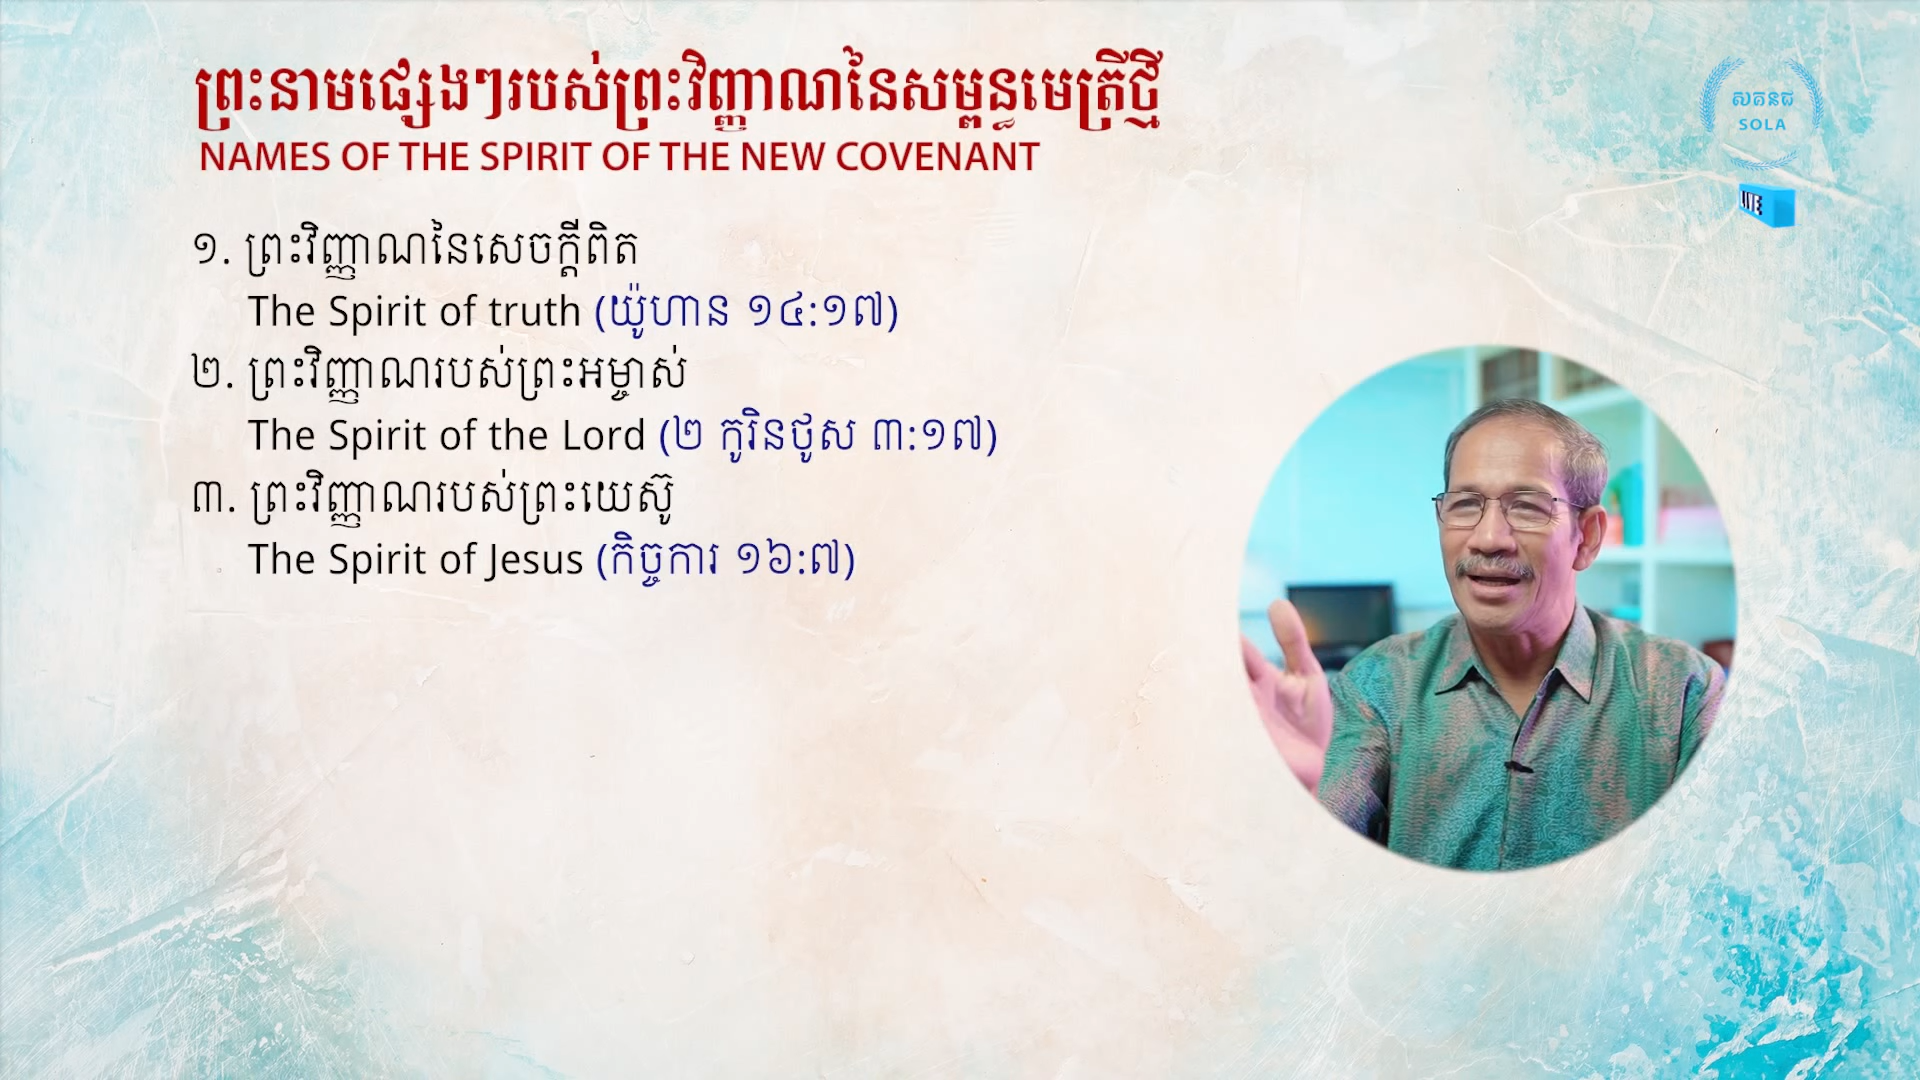 ព្រះនាមផ្សេងៗរបស់ព្រះវិញ្ញាណនៃសម្ពន្ធមេត្រីថ្មី
NAMES OF THE SPIRIT OF THE NEW COVENANT
សគនជ
SOLA
LIVE
១. ព្រះវិញ្ញាណនៃសេចក្ដីពិត
The Spirit of truth (យ៉ូហាន ១៤:១៧)
២. ព្រះវិញ្ញាណរបស់ព្រះអម្ចាស់
The Spirit of the Lord (២ កូរិនថូស ៣:១៧)
៣. ព្រះវិញ្ញាណរបស់ព្រះយេស៊ូ
The Spirit of Jesus (កិច្ចការ ១៦:៧)